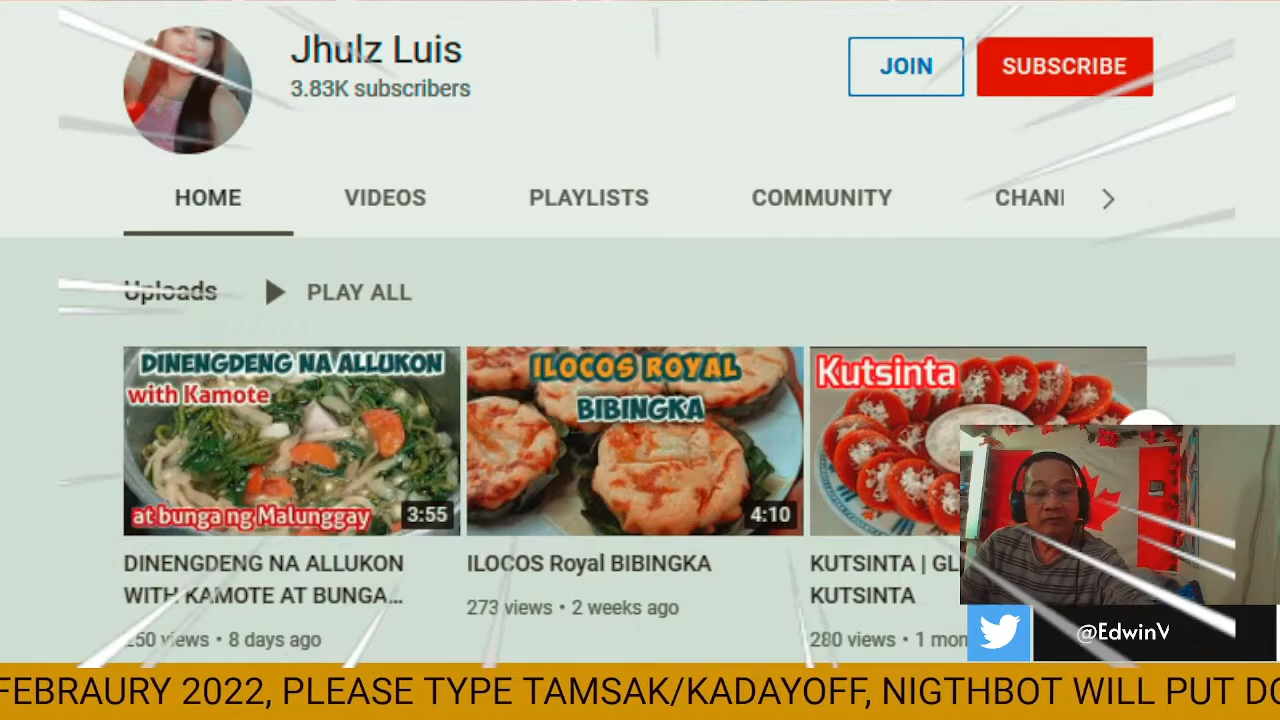 Jhulz Luis
3.83K subscribers
JOIN
SUBSCRIBE
HOME
VIDEOS
PLAYLISTS
COMMUNITY
CHAN
Uploads
PLAY ALL
DINENGDENG NA ALLUKON
with Kamote
at bunga ng Malunggay
3:55
ILOCOS ROYAL
BIBINGKA
4:10
Kutsinta
DINENGDENG NA ALLUKON
WITH KAMOTE AT BUNGA...
250 views • 8 days ago
ILOCOS Royal BIBINGKA
273 views • 2 weeks ago
KUTSINTA | GL
KUTSINTA
280 views • 1 mon
@EdwinV
FEBRAURY 2022, PLEASE TYPE TAMSAK/KADAYOFF, NIGTHBOT WILL PUT DO